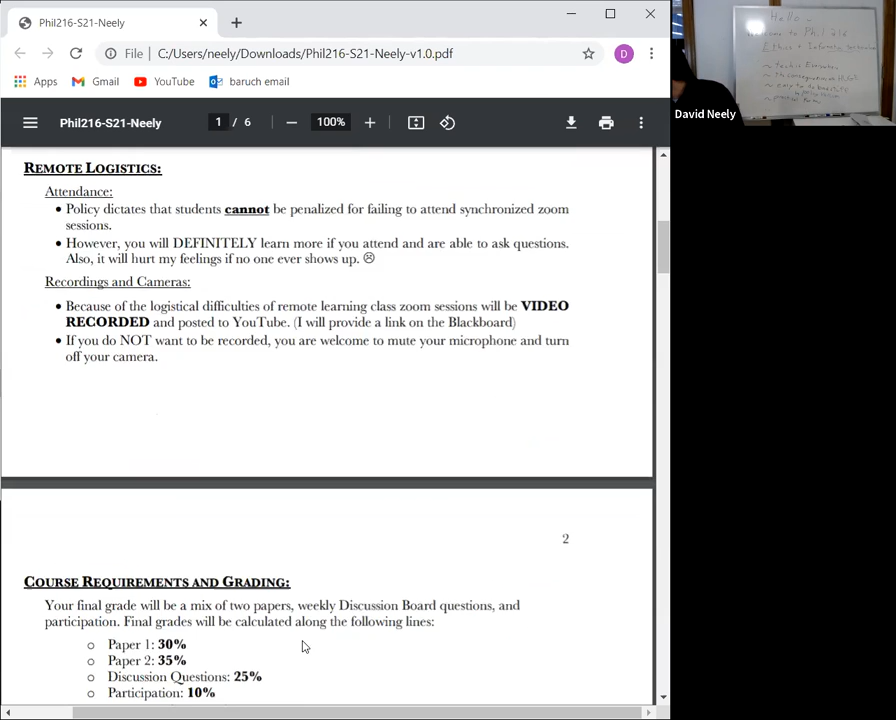 Phil216-S21-Neely
File
C:/Users/neely/Downloads/Phil216-S21-Neely-v1.0.pdf
D
Apps
Gmail
YouTube
baruch email
Phil216-S21-Neely
1 / 6
100%
REMOTE LOGISTICS:
Attendance:
• Policy dictates that students cannot be penalized for failing to attend synchronized zoom
sessions.
• However, you will DEFINITELY learn more if you attend and are able to ask questions.
Also, it will hurt my feelings if no one ever shows up. ☹
Recordings and Cameras:
• Because of the logistical difficulties of remote learning class zoom sessions will be VIDEO
RECORDED and posted to YouTube. (I will provide a link on the Blackboard)
• If you do NOT want to be recorded, you are welcome to mute your microphone and turn
off your camera.
2
COURSE REQUIREMENTS AND GRADING:
Your final grade will be a mix of two papers, weekly Discussion Board questions, and
participation. Final grades will be calculated along the following lines:
o Paper 1: 30%
o Paper 2: 35%
o Discussion Questions: 25%
o Participation: 10%
Hello
to Phil 216
Ethics + Information
David Neely